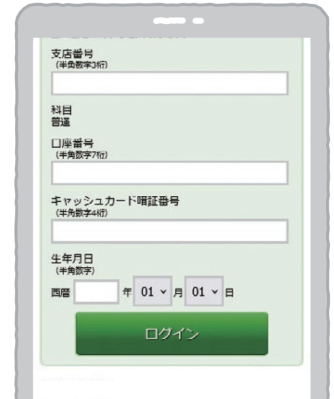 支店番号
(半角数字3桁)
科目
普通
口座番号
(半角数字7桁)
キャッシュカード暗証番号
(半角数字4桁)
生年月日
(半角数字)
西暦 年 01 月 01 日
ログイン